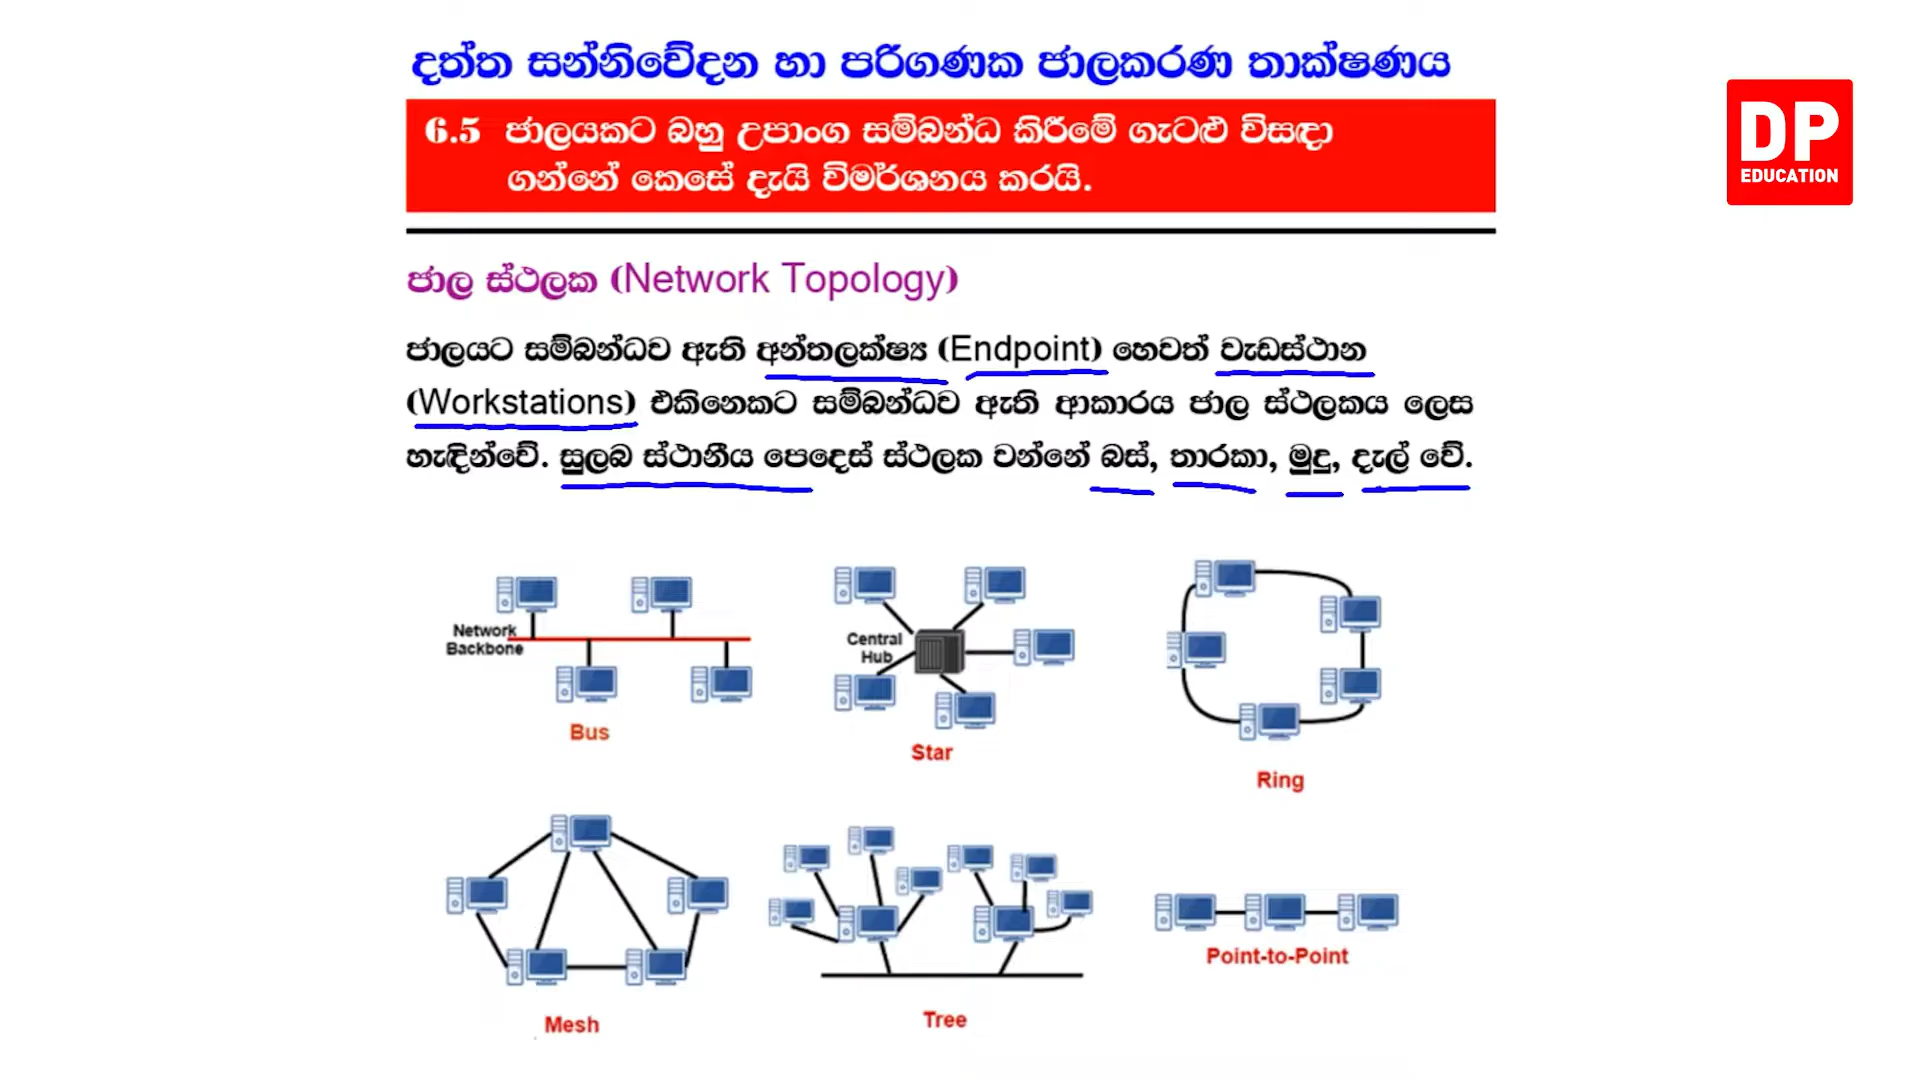 දත්ත සන්නිවේදන හා පරිගණක ජාලකරණ තාක්ෂණය
DP
EDUCATION
6.5 ජාලයකට බහු උපාංග සම්බන්ධ කිරීමේ ගැටළු විසඳා
ගන්නේ කෙසේ දැයි විමර්ශනය කරයි.
ජාල ස්ථලක (Network Topology)
ජාලයට සම්බන්ධව ඇති අන්තලක්ෂ්‍ය (Endpoint) හෙවත් වැඩස්ථාන
(Workstations) එකිනෙකට සම්බන්ධව ඇති ආකාරය ජාල ස්ථලකය ලෙස
හැඳින්වේ. සුලබ ස්ථානීය පෙදෙස් ස්ථලක වන්නේ බස්, තාරකා, මුදු, දැල් වේ.
Network
Backbone
Bus
Central
Hub
Star
Ring
Mesh
Tree
Point-to-Point